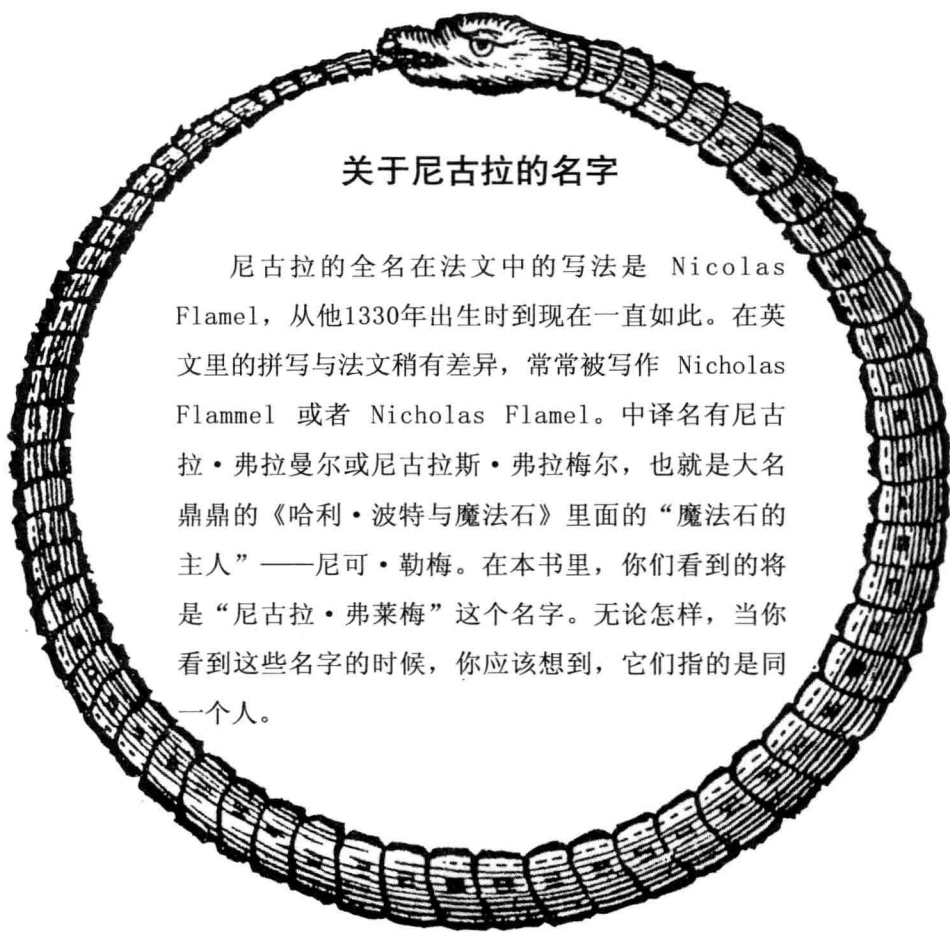 关于尼古拉的名字
尼古拉的全名在法文中的写法是 Nicolas
Flamel，从他1330年出生时到现在一直如此。在英
文里的拼写与法文稍有差异，常常被写作 Nicholas
Flammel 或者 Nicholas Flamel。中译名有尼古
拉·弗拉曼尔或尼古拉斯·弗拉梅尔，也就是大名
鼎鼎的《哈利·波特与魔法石》里面的“魔法石的
主人”——尼可·勒梅。在本书里，你们看到的将
是“尼古拉·弗莱梅”这个名字。无论怎样，当你
看到这些名字的时候，你应该想到，它们指的是同
一个人。